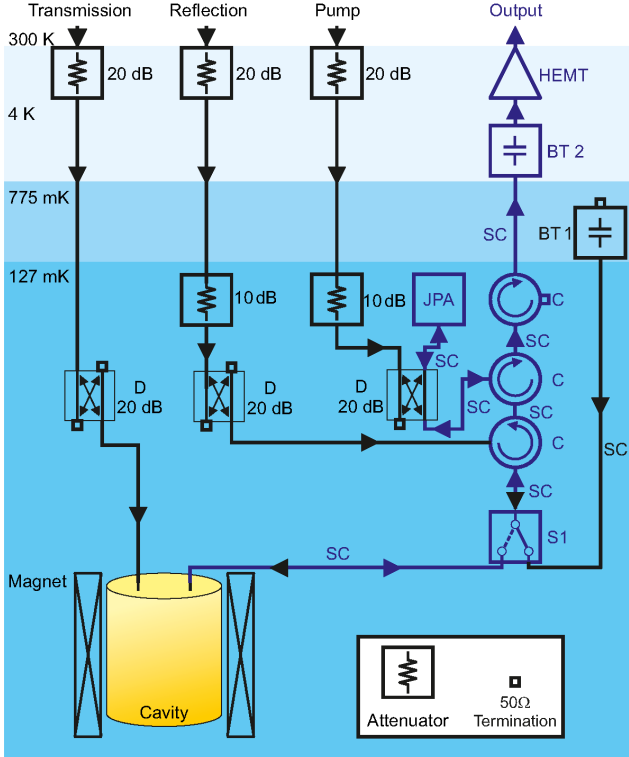 Transmission Reflection Pump Output
300 K
20 dB 20 dB 20 dB HEMT
4 K
BT 2
775 mK
SC BT 1
127 mK
10 dB 10 dB JPA C
SC SC
D D D C
20 dB 20 dB 20 dB SC SC
C
SC
SC
S1
SC
Magnet
Cavity
Attenuator
50Ω
Termination